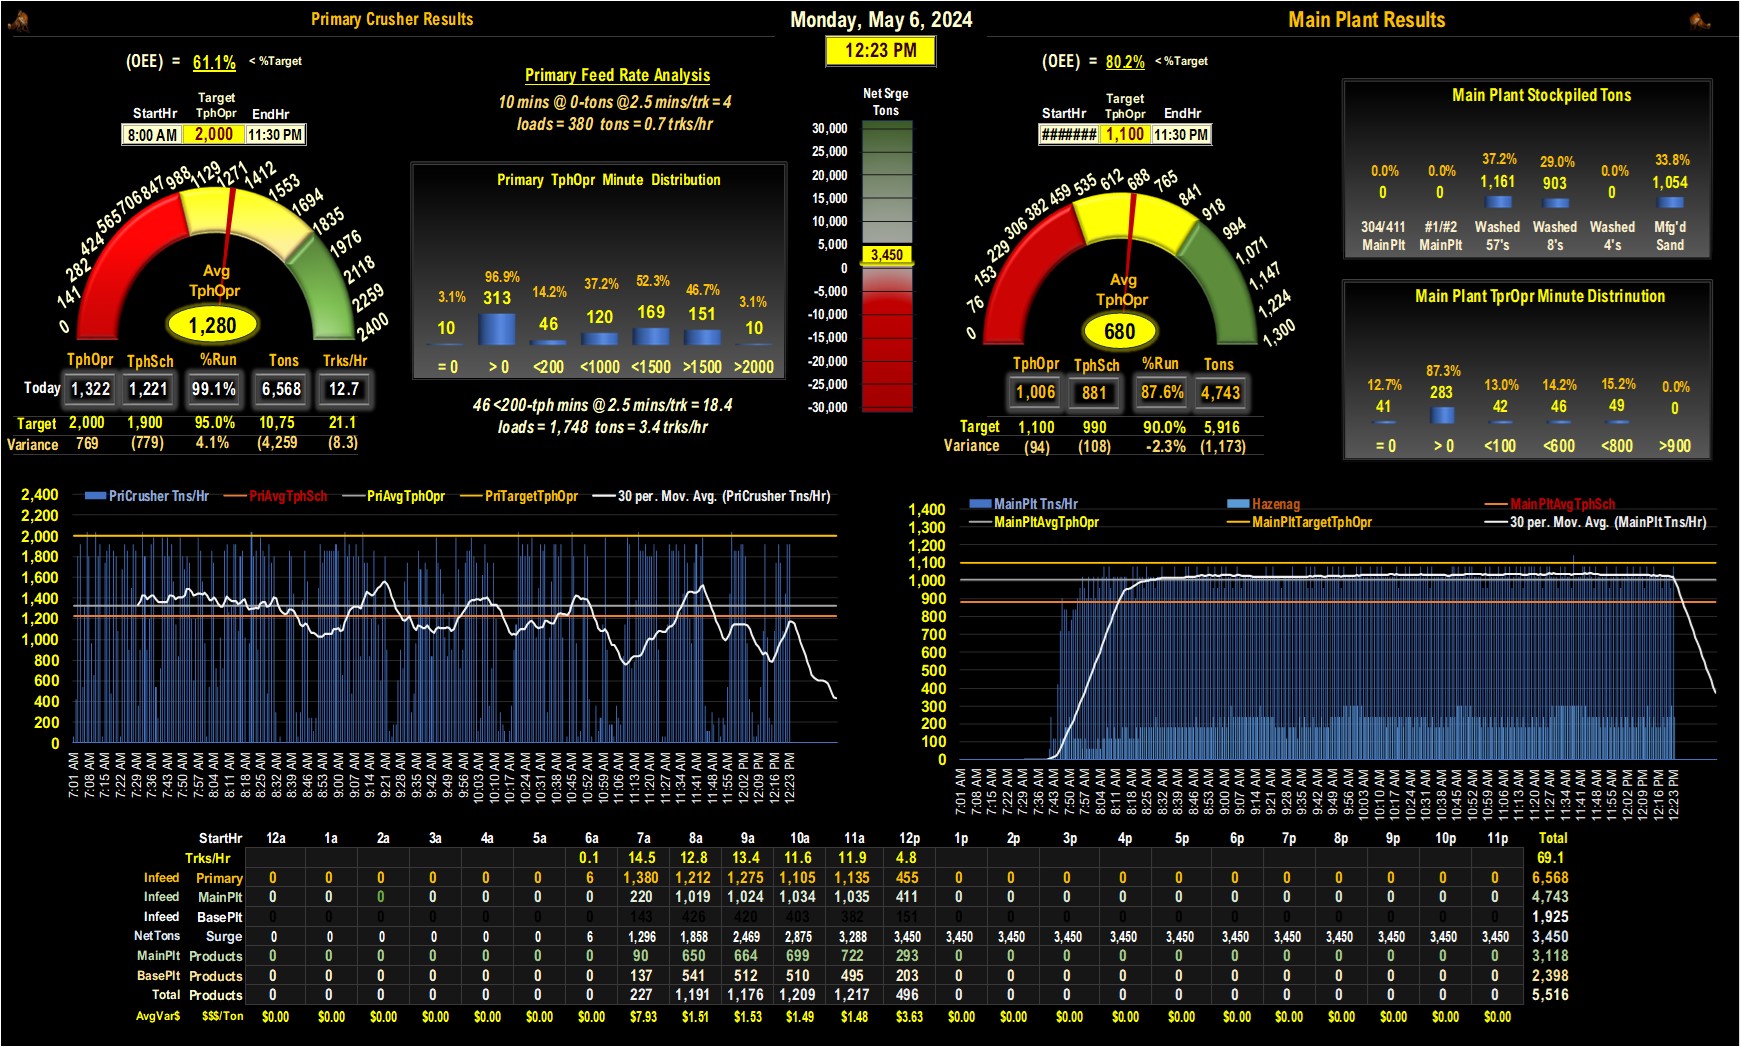 Primary Crusher Results
Monday, May 6, 2024
Main Plant Results
12:23 PM
(OEE) = 61.1% < %Target
Target
StartHr TphOpr EndHr
8:00 AM 2,000 11:30 PM
0 141 282 424 565 706 847 988 1129 1271 1412 1553 1694 1835 1976 2118 2259 2400
Avg
TphOpr
1,280
TphOpr TphSch %Run Tons Trks/Hr
Today 1,322 1,221 99.1% 6,568 12.7
Target 2,000 1,900 95.0% 10,75 21.1
Variance 769 (779) 4.1% (4,259 (8.3)
Primary Feed Rate Analysis
10 mins @ 0-tons @2.5 mins/trk = 4
loads = 380 tons = 0.7 trks/hr
Primary TphOpr Minute Distribution
3.1% 96.9% 14.2% 37.2% 52.3% 46.7% 3.1%
10 313 46 120 169 151 10
= 0 > 0 <200 <1000 <1500 >1500 >2000
46 <200-tph mins @ 2.5 mins/trk = 18.4
loads = 1,748 tons = 3.4 trks/hr
Net Srge
Tons
30,000
25,000
20,000
15,000
10,000
5,000
3,450
0
-5,000
-10,000
-15,000
-20,000
-25,000
-30,000
(OEE) = 80.2% < %Target
Target
StartHr TphOpr EndHr
####### 1,100 11:30 PM
0 76 153 229 306 382 459 535 612 688 765 841 918 994 1,071 1,147 1,224 1,300
Avg
TphOpr
680
TphOpr TphSch %Run Tons
1,006 881 87.6% 4,743
Target 1,100 990 90.0% 5,916
Variance (94) (108) -2.3% (1,173)
Main Plant Stockpiled Tons
0.0% 0.0% 37.2% 29.0% 0.0% 33.8%
0 0 1,161 903 0 1,054
304/411 #1/#2 Washed Washed Washed Mfg'd
MainPlt MainPlt 57's 8's 4's Sand
Main Plant TprOpr Minute Distrinution
12.7% 87.3% 13.0% 14.2% 15.2% 0.0%
41 283 42 46 49 0
= 0 > 0 <100 <600 <800 >900
PriCrusher Tns/Hr PriAvgTphSch PriAvgTphOpr PriTargetTphOpr 30 per. Mov. Avg. (PriCrusher Tns/Hr)
2,400
2,200
2,000
1,800
1,600
1,400
1,200
1,000
800
600
400
200
0
7:01 AM 7:08 AM 7:15 AM 7:22 AM 7:29 AM 7:36 AM 7:43 AM 7:50 AM 7:57 AM 8:04 AM 8:11 AM 8:18 AM 8:25 AM 8:32 AM 8:39 AM 8:46 AM 8:53 AM 9:00 AM 9:07 AM 9:14 AM 9:21 AM 9:28 AM 9:35 AM 9:42 AM 9:49 AM 9:56 AM 10:03 AM 10:10 AM 10:17 AM 10:24 AM 10:31 AM 10:38 AM 10:45 AM 10:52 AM 10:59 AM 11:06 AM 11:13 AM 11:20 AM 11:27 AM 11:34 AM 11:41 AM 11:48 AM 11:55 AM 12:02 PM 12:09 PM 12:16 PM 12:23 PM
MainPlt Tns/Hr Hazenag MainPltAvgTphSch
MainPltAvgTphOpr MainPltTargetTphOpr 30 per. Mov. Avg. (MainPlt Tns/Hr)
1,400
1,300
1,200
1,100
1,000
900
800
700
600
500
400
300
200
100
0
7:01 AM 7:08 AM 7:15 AM 7:22 AM 7:29 AM 7:36 AM 7:43 AM 7:50 AM 7:57 AM 8:04 AM 8:11 AM 8:18 AM 8:25 AM 8:32 AM 8:39 AM 8:46 AM 8:53 AM 9:00 AM 9:07 AM 9:14 AM 9:21 AM 9:28 AM 9:35 AM 9:42 AM 9:49 AM 9:56 AM 10:03 AM 10:10 AM 10:17 AM 10:24 AM 10:31 AM 10:38 AM 10:45 AM 10:52 AM 10:59 AM 11:06 AM 11:13 AM 11:20 AM 11:27 AM 11:34 AM 11:41 AM 11:48 AM 11:55 AM 12:02 PM 12:09 PM 12:16 PM 12:23 PM
StartHr 12a 1a 2a 3a 4a 5a 6a 7a 8a 9a 10a 11a 12p 1p 2p 3p 4p 5p 6p 7p 8p 9p 10p 11p Total
Trks/Hr 0.1 14.5 12.8 13.4 11.6 11.9 4.8 69.1
Infeed Primary 0 0 0 0 0 0 6 1,380 1,212 1,275 1,105 1,135 455 0 0 0 0 0 0 0 0 0 0 0 6,568
Infeed MainPlt 0 0 0 0 0 0 0 220 1,019 1,024 1,034 1,035 411 0 0 0 0 0 0 0 0 0 0 0 4,743
Infeed BasePlt 0 0 0 0 0 0 0 143 426 420 403 382 151 0 0 0 0 0 0 0 0 0 0 0 1,925
NetTons Surge 0 0 0 0 0 0 6 1,296 1,858 2,469 2,875 3,288 3,450 3,450 3,450 3,450 3,450 3,450 3,450 3,450 3,450 3,450 3,450 3,450 3,450
MainPlt Products 0 0 0 0 0 0 0 90 650 664 699 722 293 0 0 0 0 0 0 0 0 0 0 0 3,118
BasePlt Products 0 0 0 0 0 0 0 137 541 512 510 495 203 0 0 0 0 0 0 0 0 0 0 0 2,398
Total Products 0 0 0 0 0 0 0 227 1,191 1,176 1,209 1,217 496 0 0 0 0 0 0 0 0 0 0 0 5,516
AvgVar$ $$$/Ton $0.00 $0.00 $0.00 $0.00 $0.00 $0.00 $0.00 $7.93 $1.51 $1.53 $1.49 $1.48 $3.63 $0.00 $0.00 $0.00 $0.00 $0.00 $0.00 $0.00 $0.00 $0.00 $0.00 $0.00